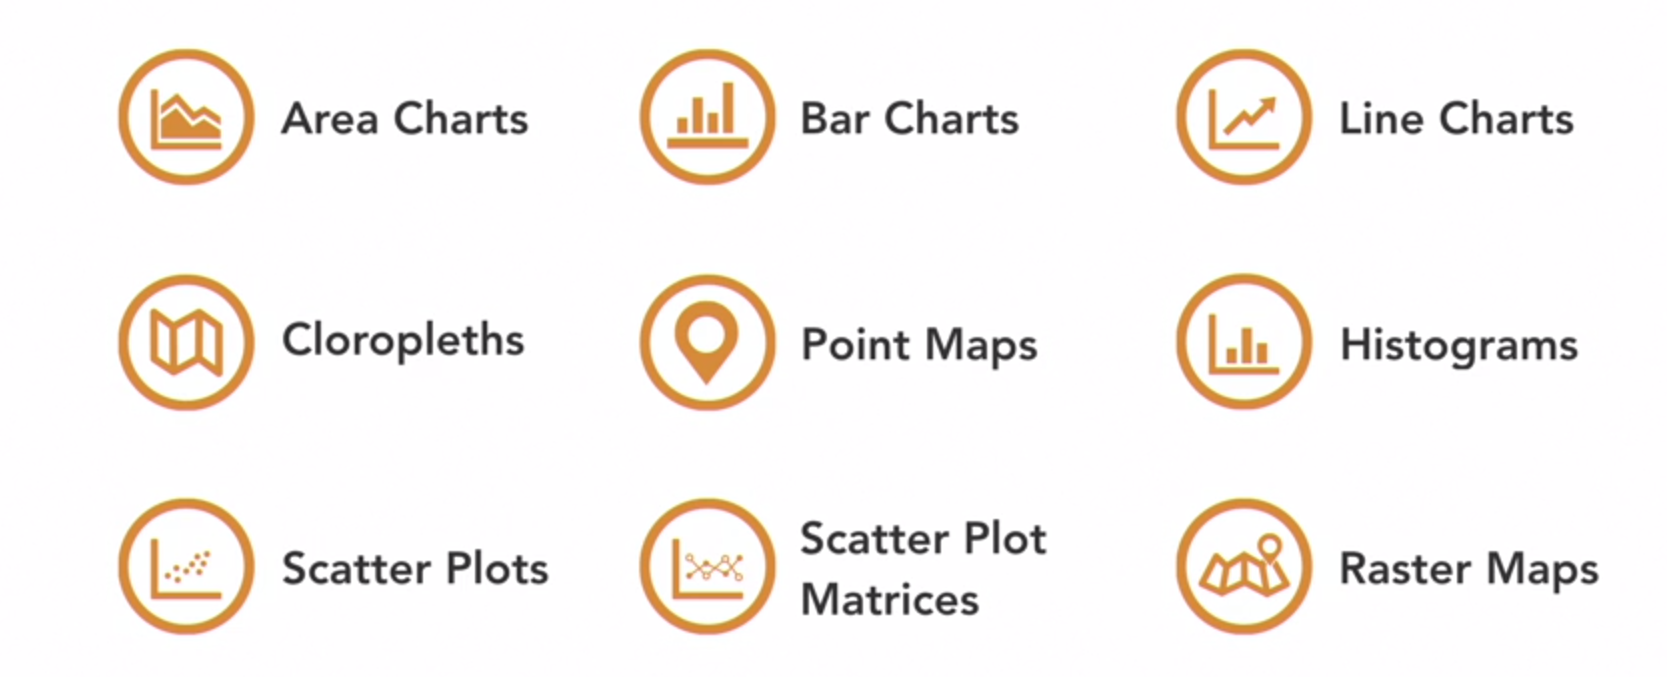 Area Charts
Bar Charts
Line Charts
Cloropleths
Point Maps
Histograms
Scatter Plots
Scatter Plot
Matrices
Raster Maps